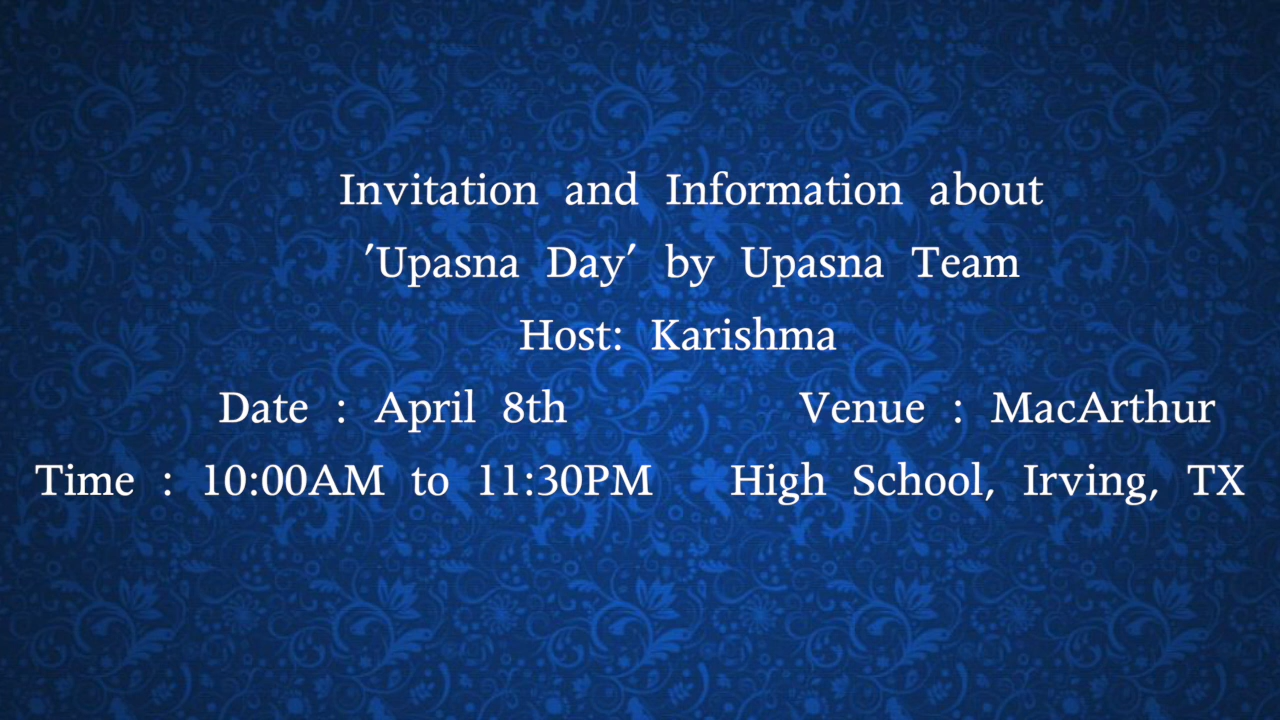 Invitation and Information about
'Upasna Day' by Upasna Team
Host: Karishma
Date : April 8th
Time : 10:00AM to 11:30PM
Venue : MacArthur
High School, Irving, TX